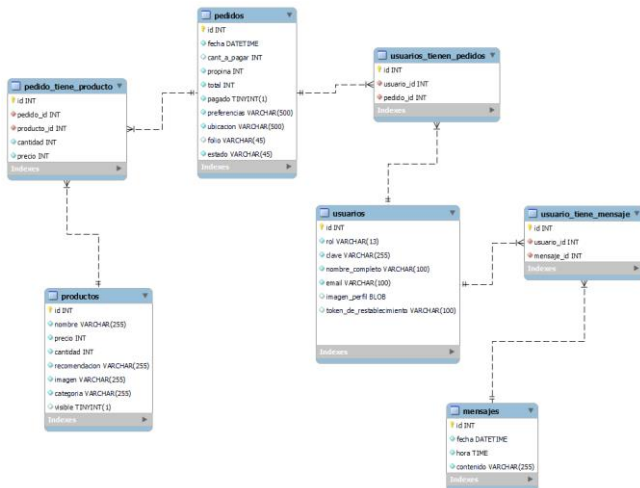 pedidos
id INT
fecha DATETIME
cant_a_pagar INT
propina INT
total INT
pagado TINYINT(1)
preferencias VARCHAR(500)
ubicacion VARCHAR(500)
folio VARCHAR(45)
estado VARCHAR(45)
Indexes
usuarios_tienen_pedidos
id INT
usuario_id INT
pedido_id INT
Indexes
pedido_tiene_producto
id INT
pedido_id INT
producto_id INT
cantidad INT
precio INT
Indexes
usuarios
id INT
rol VARCHAR(13)
clave VARCHAR(255)
nombre_completo VARCHAR(100)
email VARCHAR(100)
imagen_perfil BLOB
token_de_restablecimiento VARCHAR(100)
Indexes
usuario_tiene_mensaje
id INT
usuario_id INT
mensaje_id INT
Indexes
productos
id INT
nombre VARCHAR(255)
precio INT
cantidad INT
recomendacion VARCHAR(255)
imagen VARCHAR(255)
categoria VARCHAR(255)
visible TINYINT(1)
Indexes
mensajes
id INT
fecha DATETIME
hora TIME
contenido VARCHAR(255)
Indexes